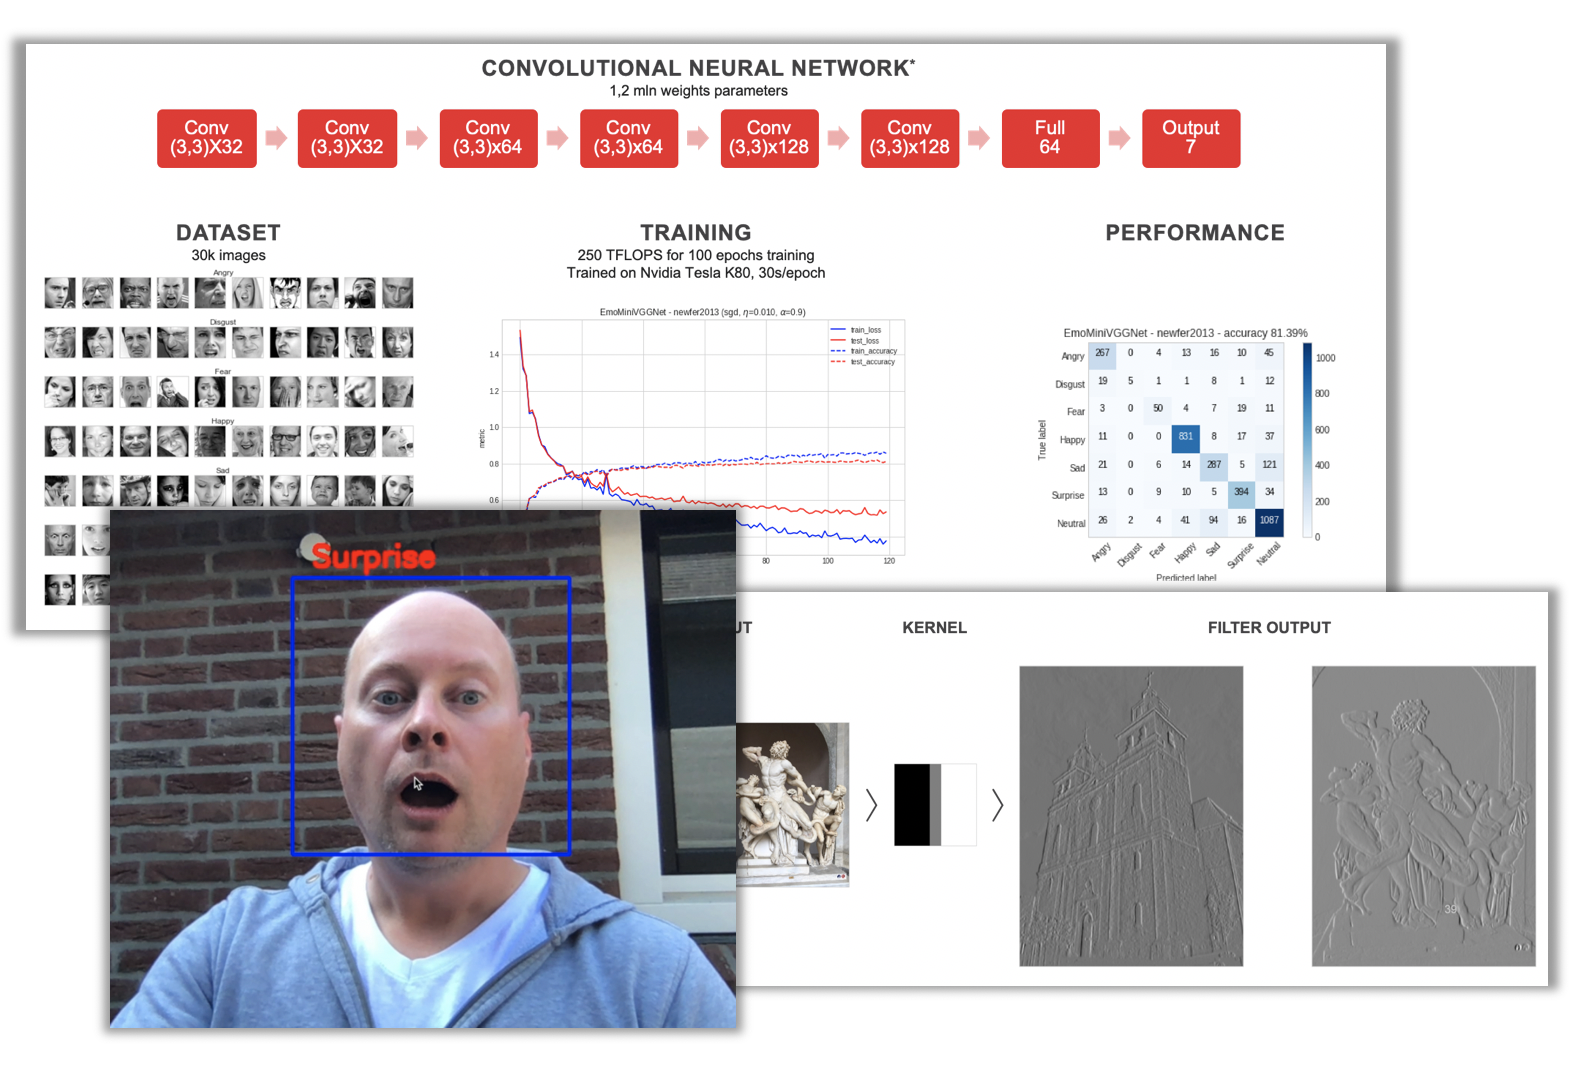 CONVOLUTIONAL NEURAL NETWORK*
1,2 mln weights parameters
Conv
(3,3)X32
Conv
(3,3)X32
Conv
(3,3)x64
Conv
(3,3)x64
Conv
(3,3)x128
Conv
(3,3)x128
Full
64
Output
7
DATASET
30k images
Angry
Disgust
Fear
Happy
Sad
TRAINING
250 TFLOPS for 100 epochs training
Trained on Nvidia Tesla K80, 30s/epoch
EmoMiniVGGNet - newfer2013 (sgd, η=0.010, α=0.9)
train_loss
test_loss
train_accuracy
test_accuracy
1.4
1.2
1.0
0.8
0.6
metric
80 100 120
PERFORMANCE
EmoMiniVGGNet - newfer2013 - accuracy 81.39%
True label
Angry 267 0 4 13 16 10 45
Disgust 19 5 1 1 8 1 12
Fear 3 0 50 4 7 19 11
Happy 11 0 0 831 8 17 37
Sad 21 0 6 14 287 5 121
Surprise 13 0 9 10 5 394 34
Neutral 26 2 4 41 94 16 1087
Angry Disgust Fear Happy Sad Surprise Neutral
Predicted label
1000
800
600
400
200
0
Surprise
UT
KERNEL
FILTER OUTPUT
39